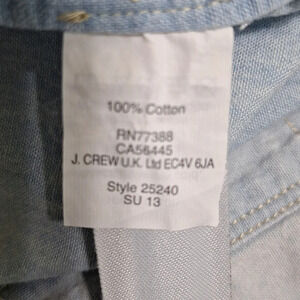 100% Cotton
RN77388
CA56445
J. CREW U.K. Ltd EC4V 6JA
Style 25240
SU 13